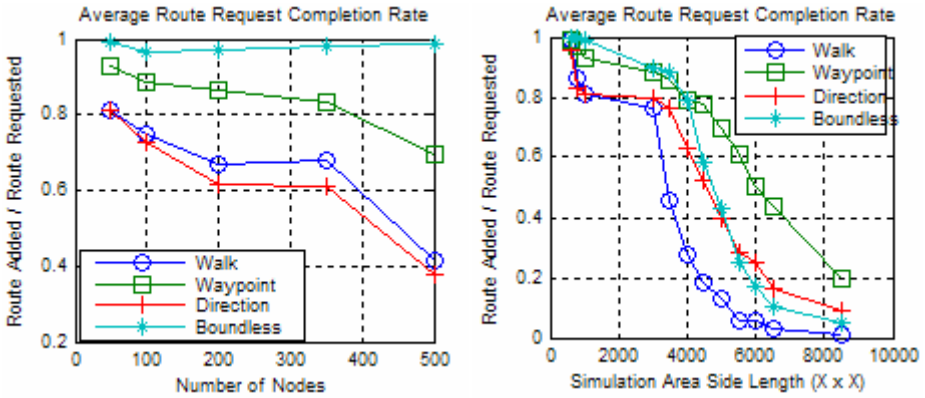 Average Route Request Completion Rate
Route Added / Route Requested
1
0.8
0.6
0.4
0.2
0
100
200
300
400
500
Number of Nodes
Walk
Waypoint
Direction
Boundless
Average Route Request Completion Rate
Route Added / Route Requested
1
0.8
0.6
0.4
0.2
0
0
2000
4000
6000
8000
10000
Simulation Area Side Length (X x X)
Walk
Waypoint
Direction
Boundless